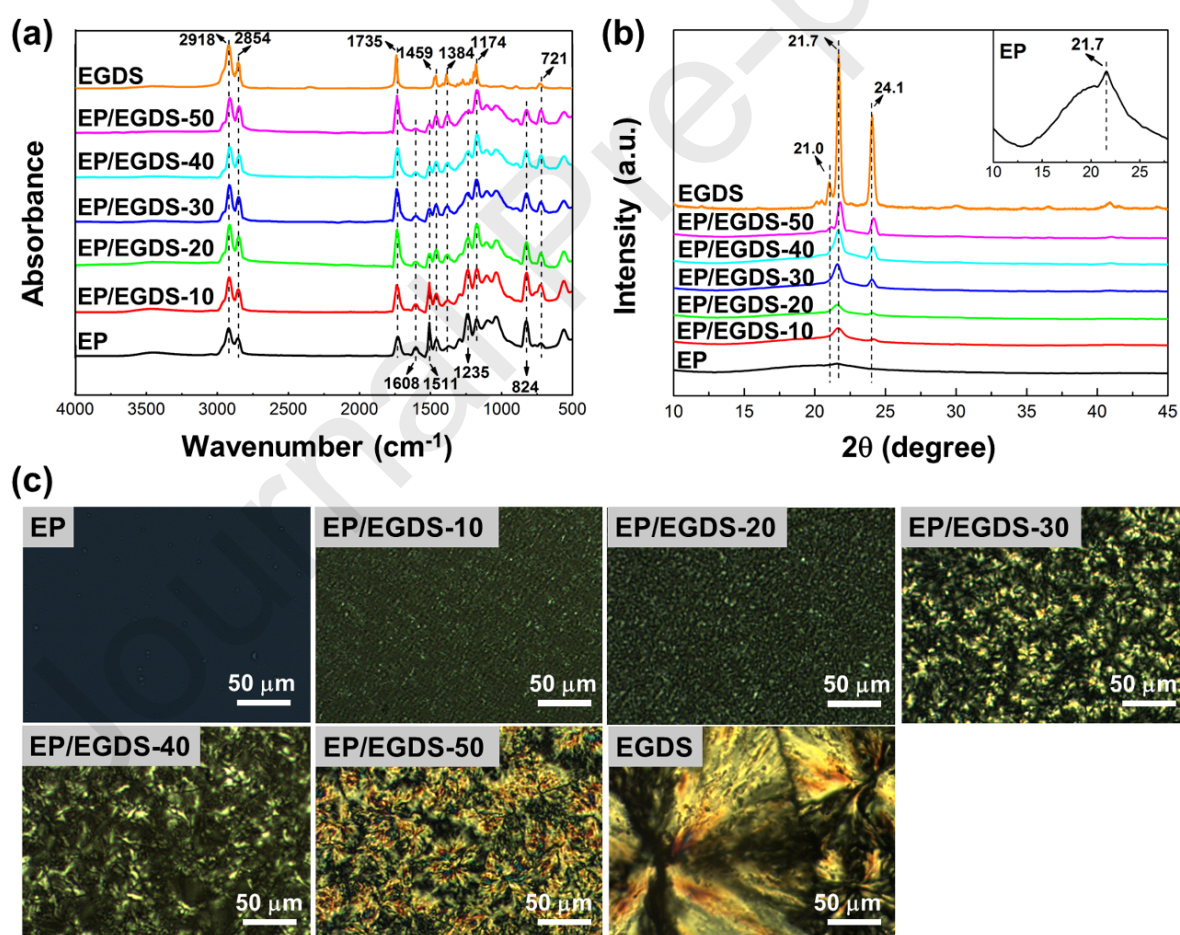 (a)
2918
2854
1735
1459
1384
1174
721
EGDS
EP/EGDS-50
EP/EGDS-40
EP/EGDS-30
EP/EGDS-20
EP/EGDS-10
EP
1608
1511
1235
824
4000 3500 3000 2500 2000 1500 1000 500
Absorbance
Wavenumber (cm⁻¹)
(b)
21.7
24.1
21.0
EGDS
EP/EGDS-50
EP/EGDS-40
EP/EGDS-30
EP/EGDS-20
EP/EGDS-10
EP
EP
21.7
10 15 20 25
10 15 20 25 30 35 40 45
Intensity (a.u.)
2θ (degree)
(c)
EP
50 μm
EP/EGDS-10
50 μm
EP/EGDS-20
50 μm
EP/EGDS-30
50 μm
EP/EGDS-40
50 μm
EP/EGDS-50
50 μm
EGDS
50 μm
Journal Pre-p